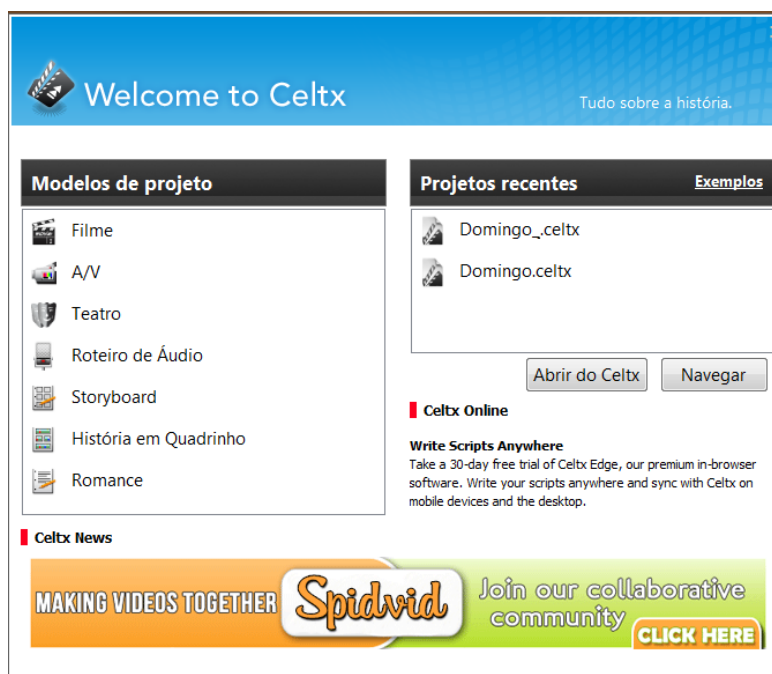 Welcome to Celtx
Tudo sobre a história.
Modelos de projeto
Filme
A/V
Teatro
Roteiro de Áudio
Storyboard
História em Quadrinho
Romance
Projetos recentes
Exemplos
Domingo_.celtx
Domingo.celtx
Abrir do Celtx
Navegar
Celtx Online
Write Scripts Anywhere
Take a 30-day free trial of Celtx Edge, our premium in-browser
software. Write your scripts anywhere and sync with Celtx on
mobile devices and the desktop.
Celtx News
MAKING VIDEOS TOGETHER
Spidvid
Join our collaborative
community
CLICK HERE